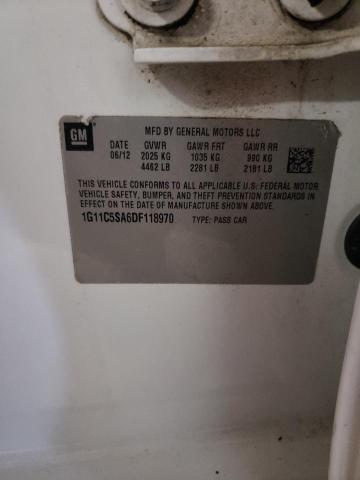 GM
MFD BY GENERAL MOTORS LLC
DATE GVWR GAWR FRT GAWR RR
06/12 2025 KG 1035 KG 990 KG
4462 LB 2281 LB 2181 LB
THIS VEHICLE CONFORMS TO ALL APPLICABLE U.S. FEDERAL MOTOR
VEHICLE SAFETY, BUMPER, AND THEFT PREVENTION STANDARDS IN
EFFECT ON THE DATE OF MANUFACTURE SHOWN ABOVE.
1G11C5SA6DF118970 TYPE: PASS CAR